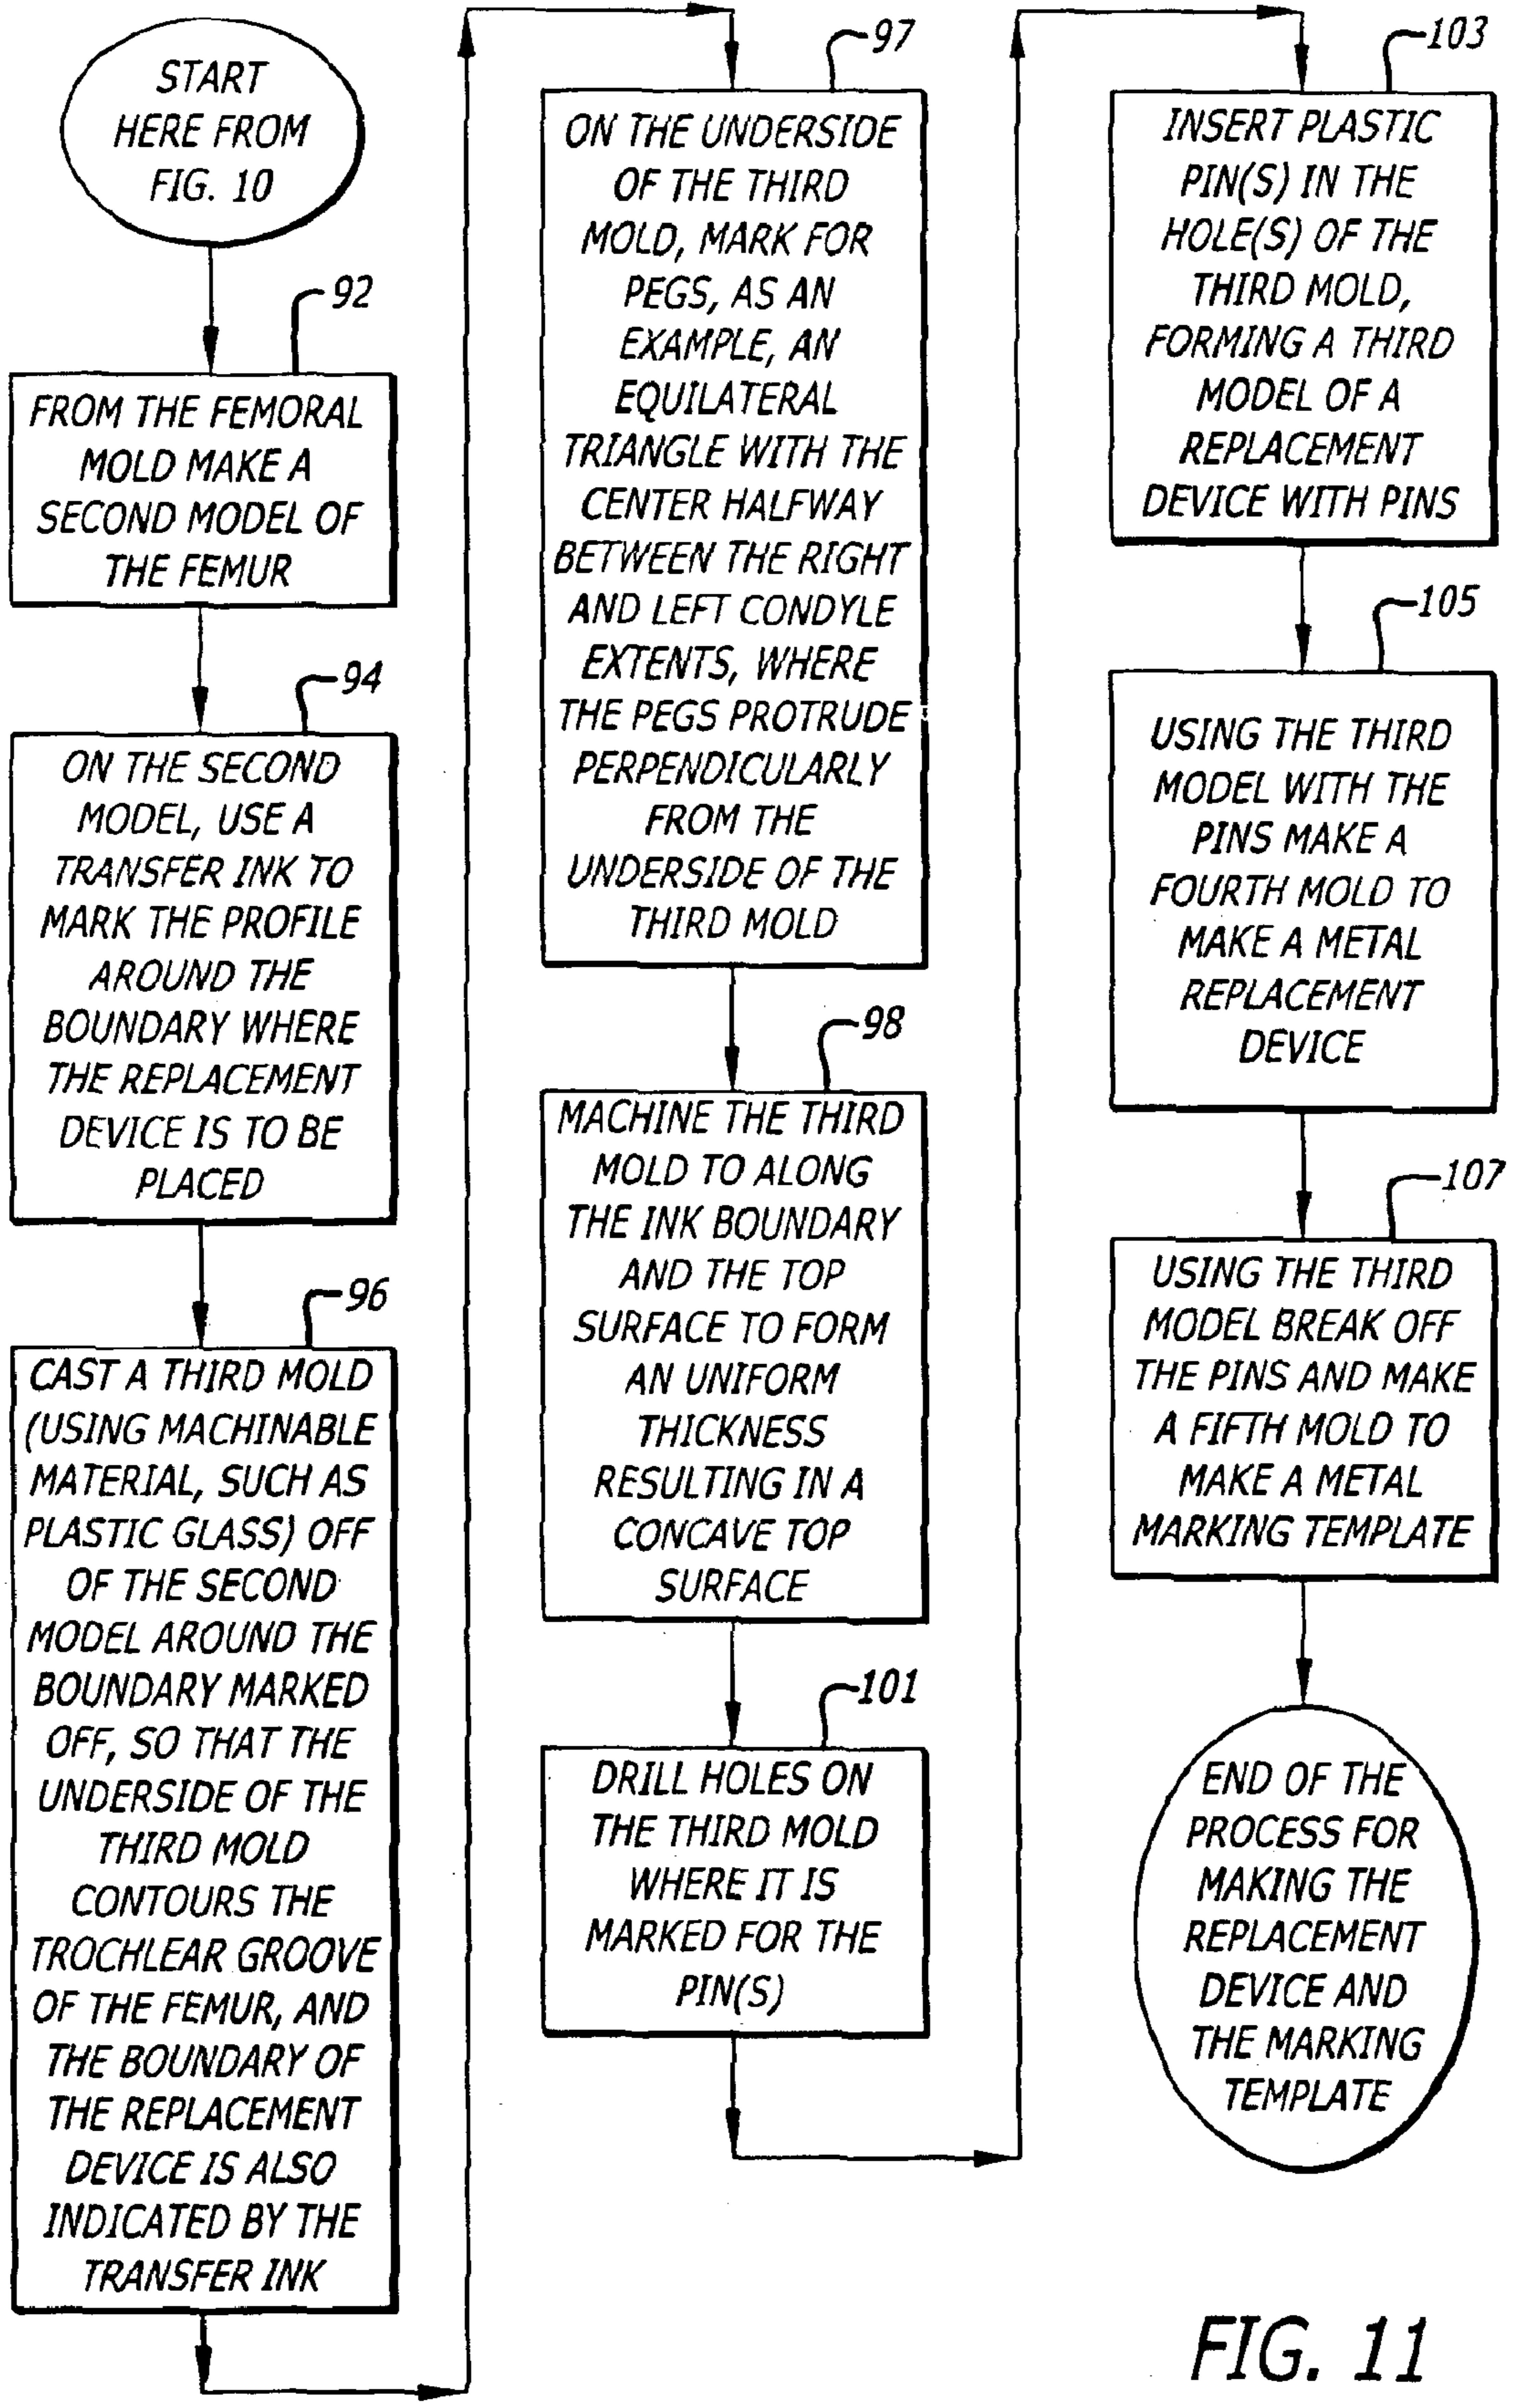 START
HERE FROM
FIG. 10
92
FROM THE FEMORAL
MOLD MAKE A
SECOND MODEL OF
THE FEMUR
94
ON THE SECOND
MODEL, USE A
TRANSFER INK TO
MARK THE PROFILE
AROUND THE
BOUNDARY WHERE
THE REPLACEMENT
DEVICE IS TO BE
PLACED
96
CAST A THIRD MOLD
(USING MACHINABLE
MATERIAL, SUCH AS
PLASTIC GLASS) OFF
OF THE SECOND
MODEL AROUND THE
BOUNDARY MARKED
OFF, SO THAT THE
UNDERSIDE OF THE
THIRD MOLD
CONTOURS THE
TROCHLEAR GROOVE
OF THE FEMUR, AND
THE BOUNDARY OF
THE REPLACEMENT
DEVICE IS ALSO
INDICATED BY THE
TRANSFER INK
97
ON THE UNDERSIDE
OF THE THIRD
MOLD, MARK FOR
PEGS, AS AN
EXAMPLE, AN
EQUILATERAL
TRIANGLE WITH THE
CENTER HALFWAY
BETWEEN THE RIGHT
AND LEFT CONDYLE
EXTENTS, WHERE
THE PEGS PROTRUDE
PERPENDICULARLY
FROM THE
UNDERSIDE OF THE
THIRD MOLD
98
MACHINE THE THIRD
MOLD TO ALONG
THE INK BOUNDARY
AND THE TOP
SURFACE TO FORM
AN UNIFORM
THICKNESS
RESULTING IN A
CONCAVE TOP
SURFACE
101
DRILL HOLES ON
THE THIRD MOLD
WHERE IT IS
MARKED FOR THE
PIN(S)
103
INSERT PLASTIC
PIN(S) IN THE
HOLE(S) OF THE
THIRD MOLD,
FORMING A THIRD
MODEL OF A
REPLACEMENT
DEVICE WITH PINS
105
USING THE THIRD
MODEL WITH THE
PINS MAKE A
FOURTH MOLD TO
MAKE A METAL
REPLACEMENT
DEVICE
107
USING THE THIRD
MODEL BREAK OFF
THE PINS AND MAKE
A FIFTH MOLD TO
MAKE A METAL
MARKING TEMPLATE
END OF THE
PROCESS FOR
MAKING THE
REPLACEMENT
DEVICE AND
THE MARKING
TEMPLATE
FIG. 11